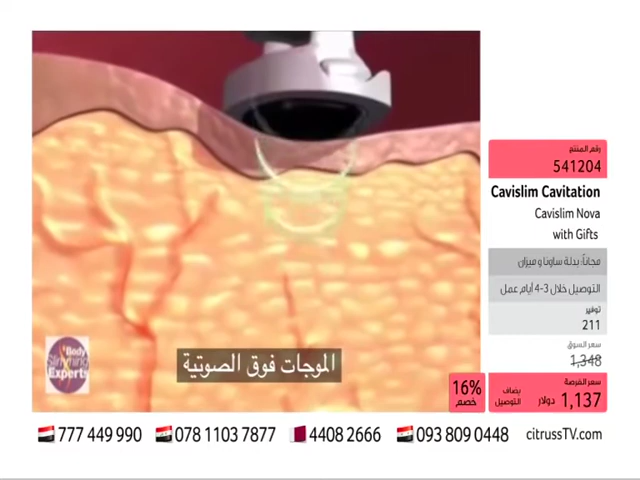 رقم المنتج
541204
Cavislim Cavitation
Cavislim Nova
with Gifts
مجاناً: بدلة ساونا و ميزان
التوصيل خلال 3-4 أيام عمل
توفير
211
سعر السوق
1,348
سعر الفرصة
1,137 دولار
يضاف
التوصيل
16%
خصم
Body
Slimming
Experts
الموجات فوق الصوتية
777 449 990
078 1103 7877
4408 2666
093 809 0448
citrussTV.com